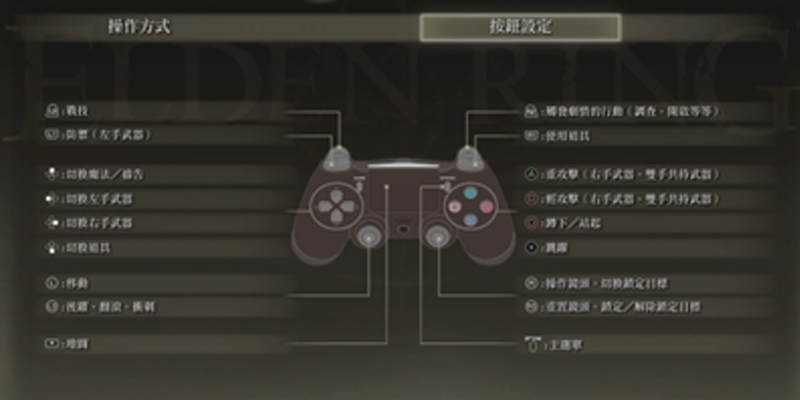 操作方式
按鈕設定
ELDEN RING
:戰技
:防禦（左手武器）
:切換魔法／禱告
:切換左手武器
:切換右手武器
:切換道具
:移動
:後躍、翻滾、衝刺
:地圖
:觸發劇情的行動（調查、開啟等等）
:使用道具
:重攻擊（右手武器、雙手共持武器）
:輕攻擊（右手武器、雙手共持武器）
:蹲下／站起
:跳躍
:操作鏡頭、切換鎖定目標
:重置鏡頭、鎖定／解除鎖定目標
:主選單